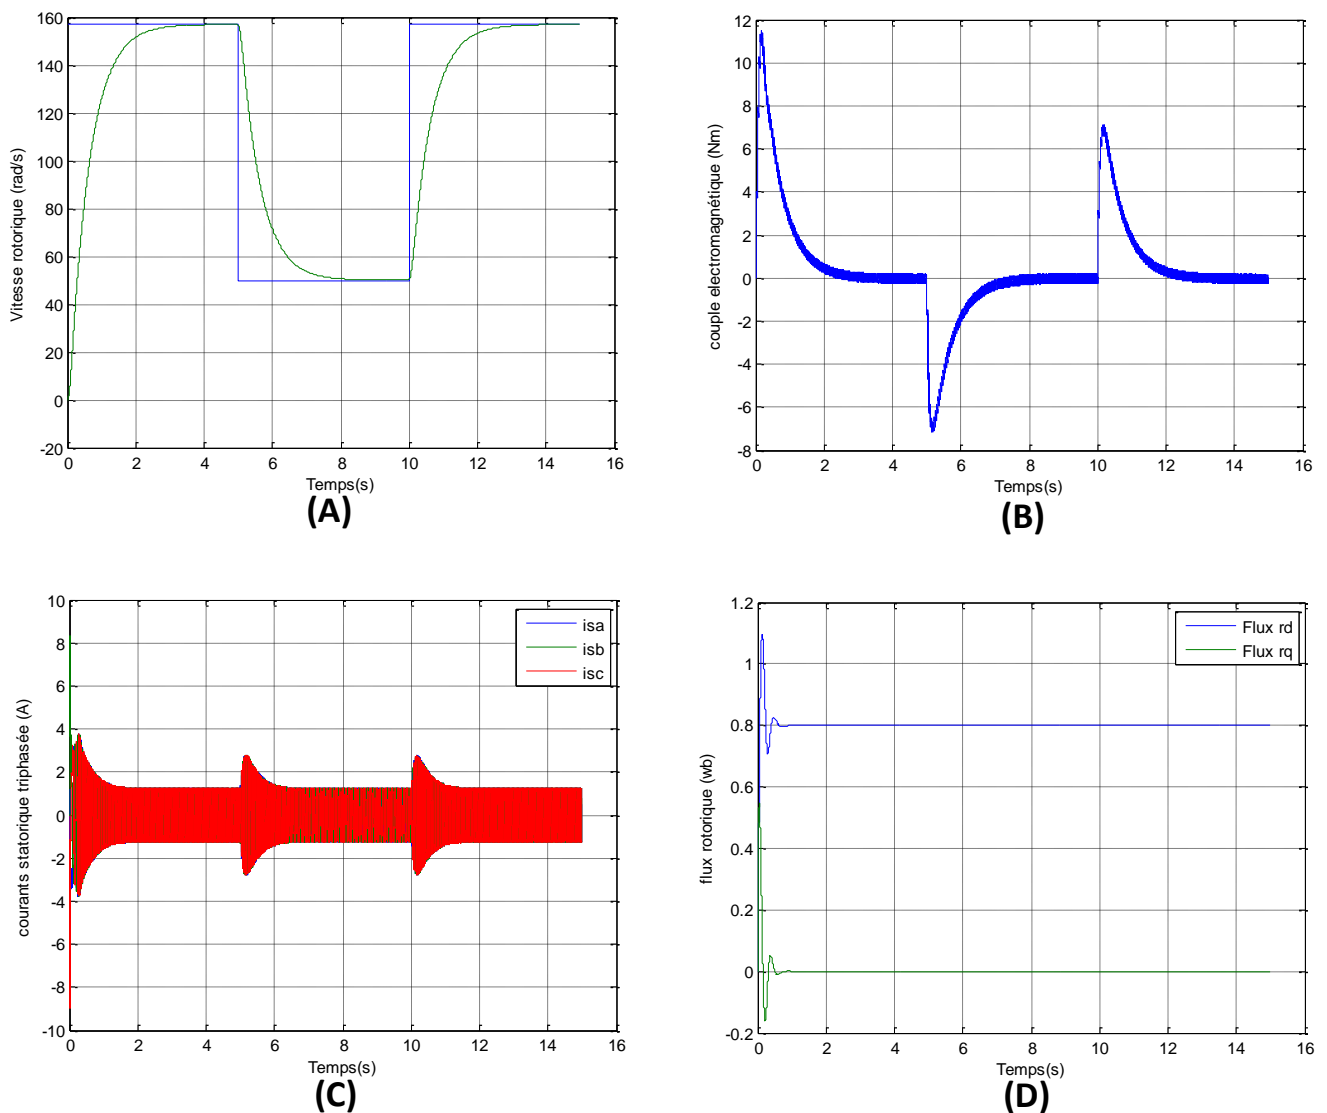 160
140
120
100
80
60
40
20
0
-20
Vitesse rotorique (rad/s)
0 2 4 6 8 10 12 14 16
Temps(s)
(A)
12
10
8
6
4
2
0
-2
-4
-6
-8
couple electromagnétique (Nm)
0 2 4 6 8 10 12 14 16
Temps(s)
(B)
10
8
6
4
2
0
-2
-4
-6
-8
-10
courants statorique triphasée (A)
isa
isb
isc
0 2 4 6 8 10 12 14 16
Temps(s)
(C)
1.2
1
0.8
0.6
0.4
0.2
0
-0.2
flux rotorique (wb)
Flux rd
Flux rq
0 2 4 6 8 10 12 14 16
Temps(s)
(D)